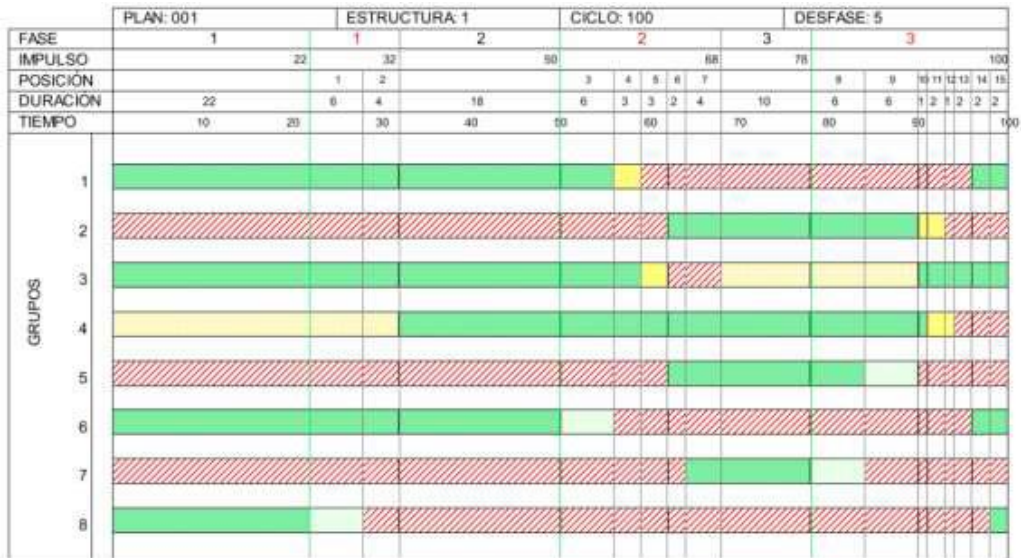 PLAN: 001 ESTRUCTURA: 1 CICLO: 100 DESFASE: 5
FASE 1 1 2 2 3 3
IMPULSO 22 32 50 68 78 100
POSICIÓN 1 2 3 4 5 6 7 8 9 10 11 12 13 14 15
DURACIÓN 22 6 4 18 6 3 3 2 4 10 6 6 1 2 1 2 2 2
TIEMPO 10 20 30 40 50 60 70 80 90 100
GRUPOS
1
2
3
4
5
6
7
8